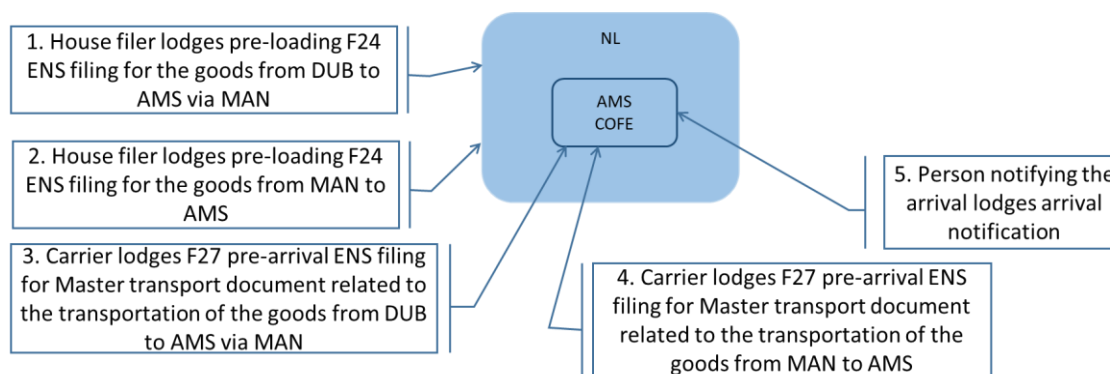 1. House filer lodges pre-loading F24
ENS filing for the goods from DUB to
AMS via MAN
NL
AMS
COFE
2. House filer lodges pre-loading F24
ENS filing for the goods from MAN to
AMS
5. Person notifying the
arrival lodges arrival
notification
3. Carrier lodges F27 pre-arrival ENS
filing for Master transport document
related to
the transportation of the goods from DUB
to AMS via MAN
4. Carrier lodges F27 pre-arrival ENS
filing for Master transport document
related to the transportation of the
goods from MAN to AMS